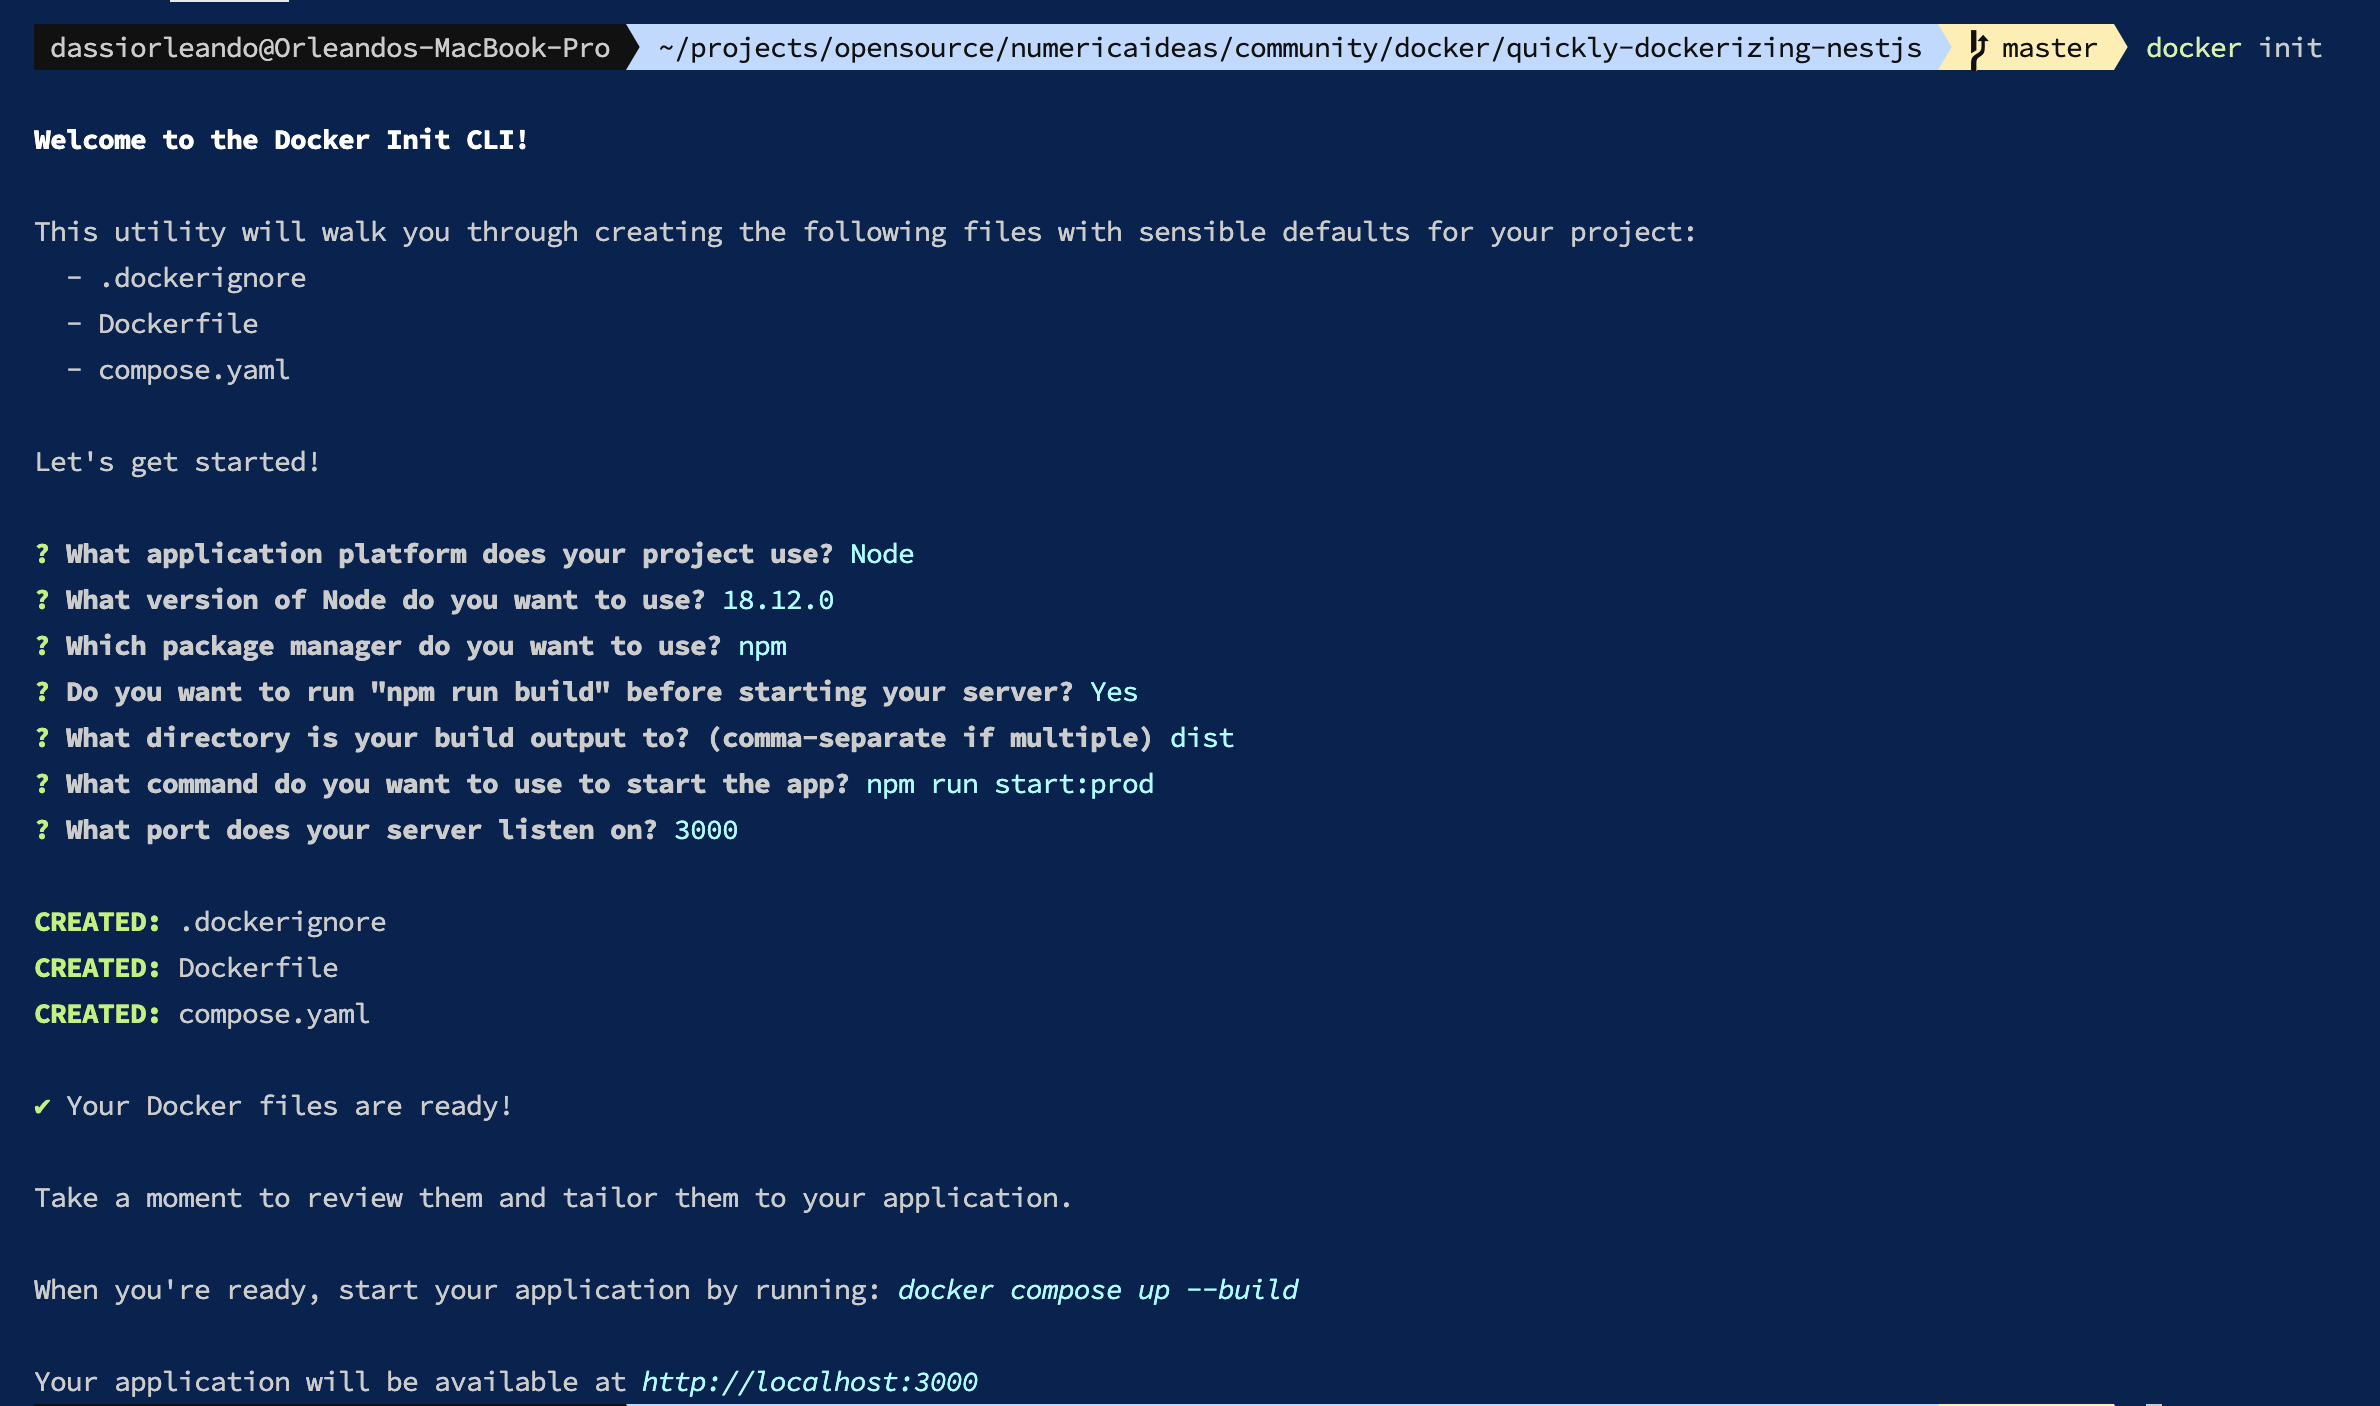 dassiorleando@Orleandos-MacBook-Pro ~/projects/opensource/numericaideas/community/docker/quickly-dockerizing-nestjs master docker init
Welcome to the Docker Init CLI!
This utility will walk you through creating the following files with sensible defaults for your project:
- .dockerignore
- Dockerfile
- compose.yaml
Let's get started!
? What application platform does your project use? Node
? What version of Node do you want to use? 18.12.0
? Which package manager do you want to use? npm
? Do you want to run "npm run build" before starting your server? Yes
? What directory is your build output to? (comma-separate if multiple) dist
? What command do you want to use to start the app? npm run start:prod
? What port does your server listen on? 3000
CREATED: .dockerignore
CREATED: Dockerfile
CREATED: compose.yaml
✔ Your Docker files are ready!
Take a moment to review them and tailor them to your application.
When you're ready, start your application by running: docker compose up --build
Your application will be available at http://localhost:3000